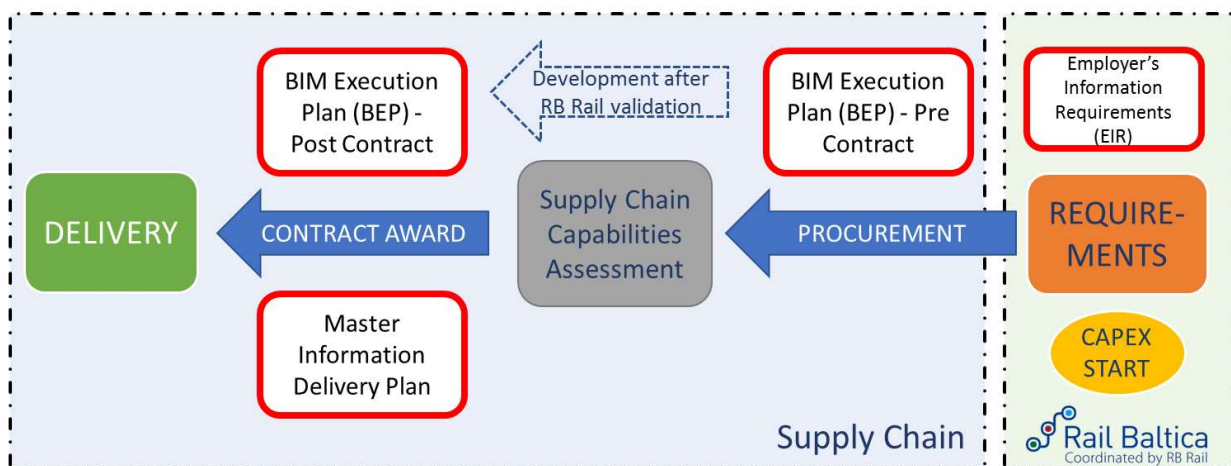 BIM Execution
Plan (BEP) -
Post Contract
Development after
RB Rail validation
BIM Execution
Plan (BEP) - Pre
Contract
Employer's
Information
Requirements
(EIR)
DELIVERY
CONTRACT AWARD
Supply Chain
Capabilities
Assessment
PROCUREMENT
REQUIRE-
MENTS
Master
Information
Delivery Plan
CAPEX
START
Supply Chain
Rail Baltica
Coordinated by RB Rail